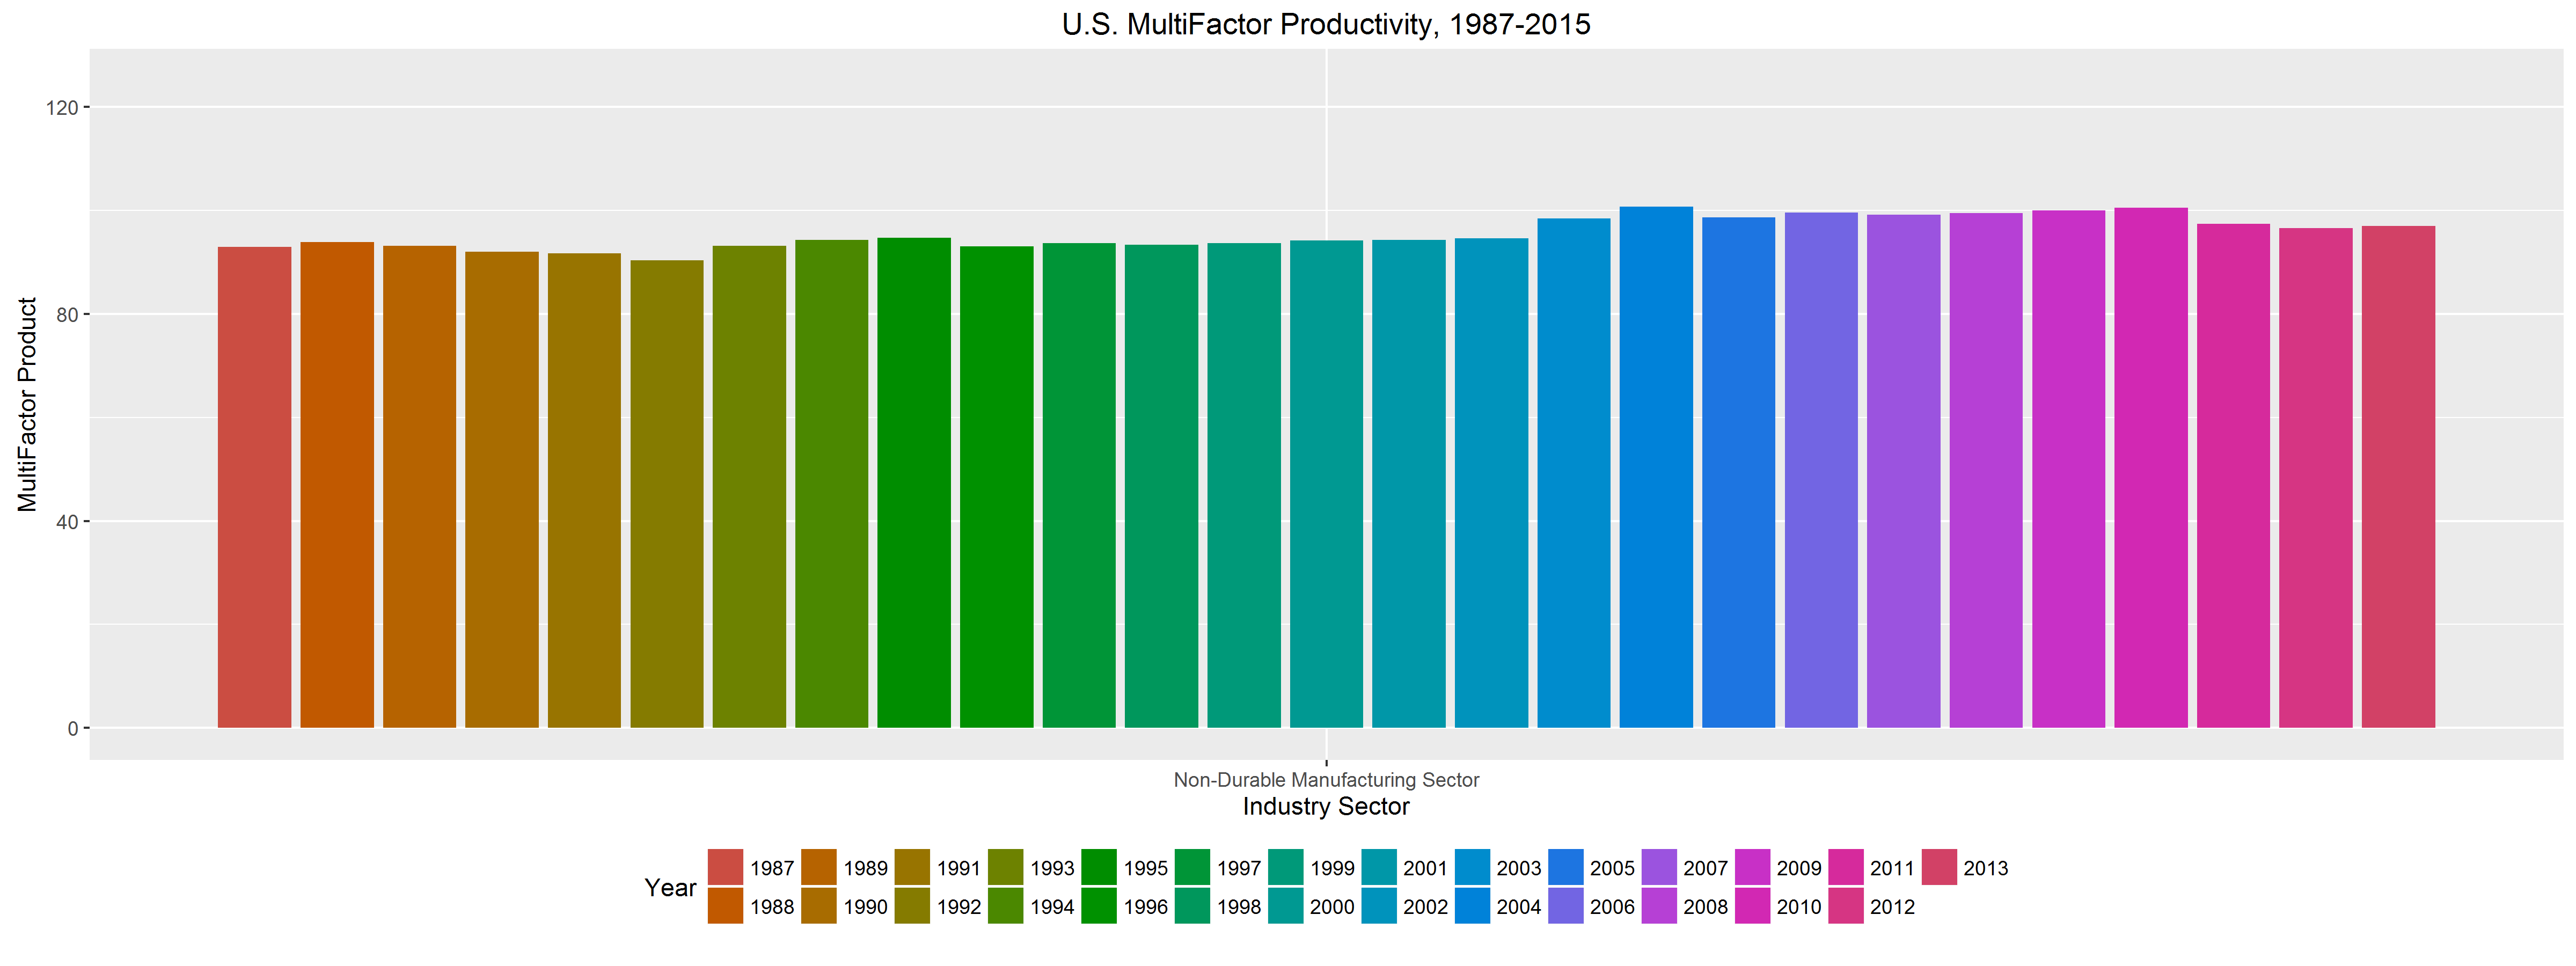 U.S. MultiFactor Productivity, 1987-2015
120
80
40
0
MultiFactor Product
Non-Durable Manufacturing Sector
Industry Sector
Year
1987 1989 1991 1993 1995 1997 1999 2001 2003 2005 2007 2009 2011 2013
1988 1990 1992 1994 1996 1998 2000 2002 2004 2006 2008 2010 2012